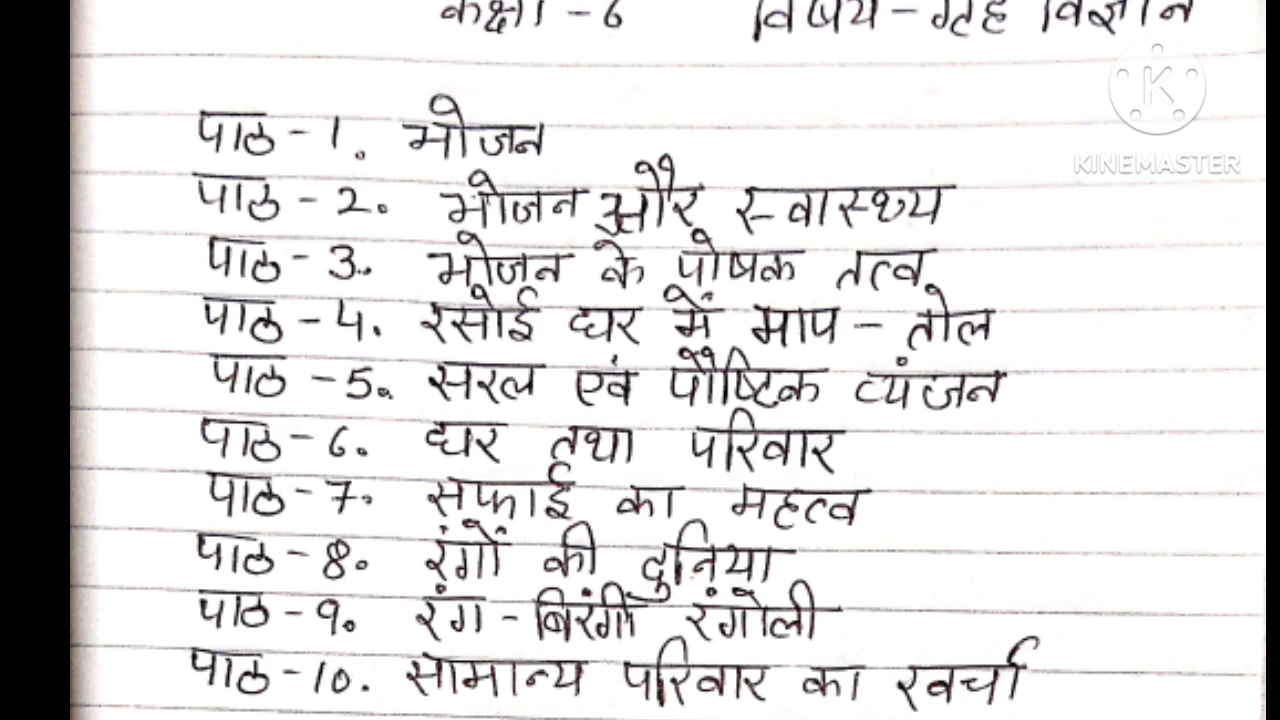 कक्षा - 6 विषय - गृह विज्ञान
पाठ - 1. भोजन
पाठ - 2. भोजन और स्वास्थ्य
पाठ - 3. भोजन के पोषक तत्व
पाठ - 4. रसोई घर में माप - तोल
पाठ - 5. सरल एवं पौष्टिक व्यंजन
पाठ - 6. घर तथा परिवार
पाठ - 7. सफाई का महत्व
पाठ - 8. रंगों की दुनिया
पाठ - 9. रंग - बिरंगी रंगोली
पाठ - 10. सामान्य परिवार का खर्चा
K
KINEMASTER